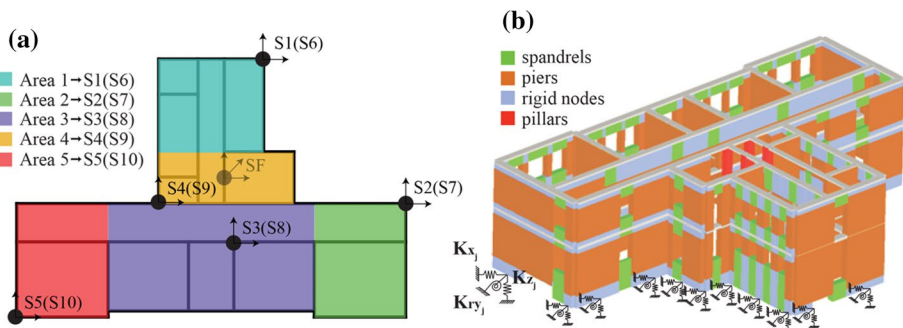 (a)
S1(S6)
Area 1→S1(S6)
Area 2→S2(S7)
Area 3→S3(S8)
Area 4→S4(S9)
Area 5→S5(S10)
SF
S4(S9)
S2(S7)
S3(S8)
S5(S10)
(b)
spandrels
piers
rigid nodes
pillars
Kxj
Kzj
Kryj